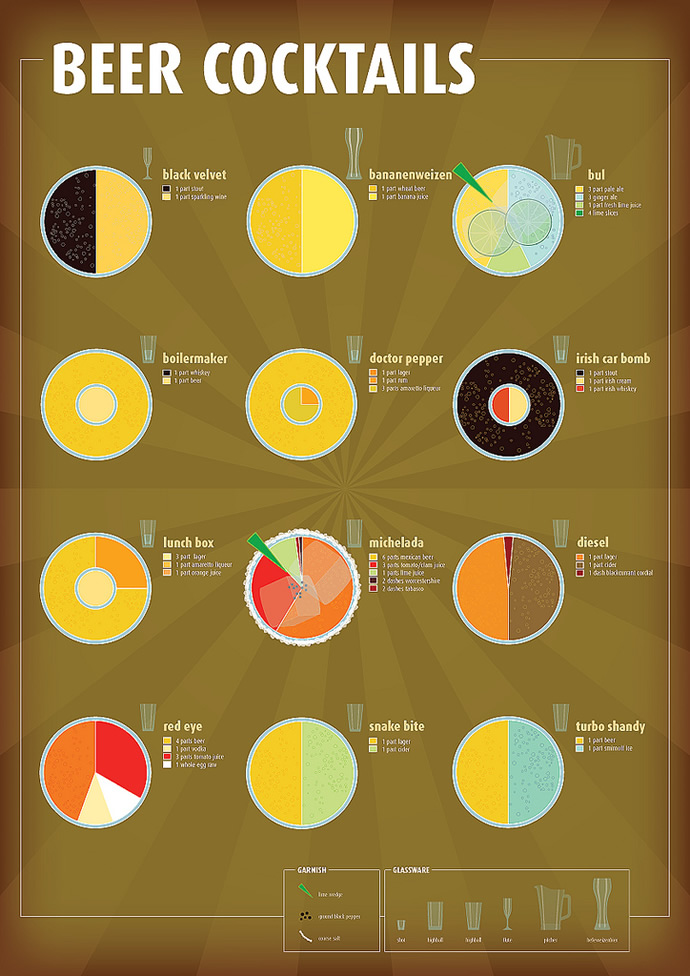 BEER COCKTAILS
black velvet
1 part stout
1 part sparkling wine
bananenweizen
1 part wheat beer
1 part banana juice
bul
3 part pale ale
3 ginger ale
1 part fresh lime juice
4 lime slices
boilermaker
1 part whiskey
1 part beer
doctor pepper
1 part lager
1 part rum
3 parts amaretto liqueur
irish car bomb
1 part stout
1 part irish cream
1 part irish whiskey
lunch box
3 part lager
1 part amaretto liqueur
1 part orange juice
michelada
6 parts mexican beer
3 parts tomato/clam juice
1 parts lime juice
2 dashes worcestershire
2 dashes tabasco
diesel
1 part lager
1 part cider
1 dash blackcurrant cordial
red eye
4 parts beer
1 part vodka
3 parts tomato juice
1 whole egg raw
snake bite
1 part lager
1 part cider
turbo shandy
1 part beer
1 part smirnoff ice
GARNISH
lime wedge
ground black pepper
coarse salt
GLASSWARE
shot
highball
highball
flute
pitcher